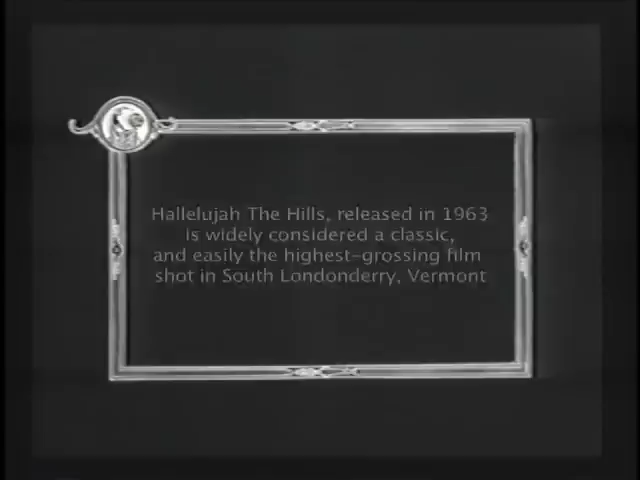 Hallelujah The Hills, released in 1963
is widely considered a classic,
and easily the highest-grossing film
shot in South Londonderry, Vermont